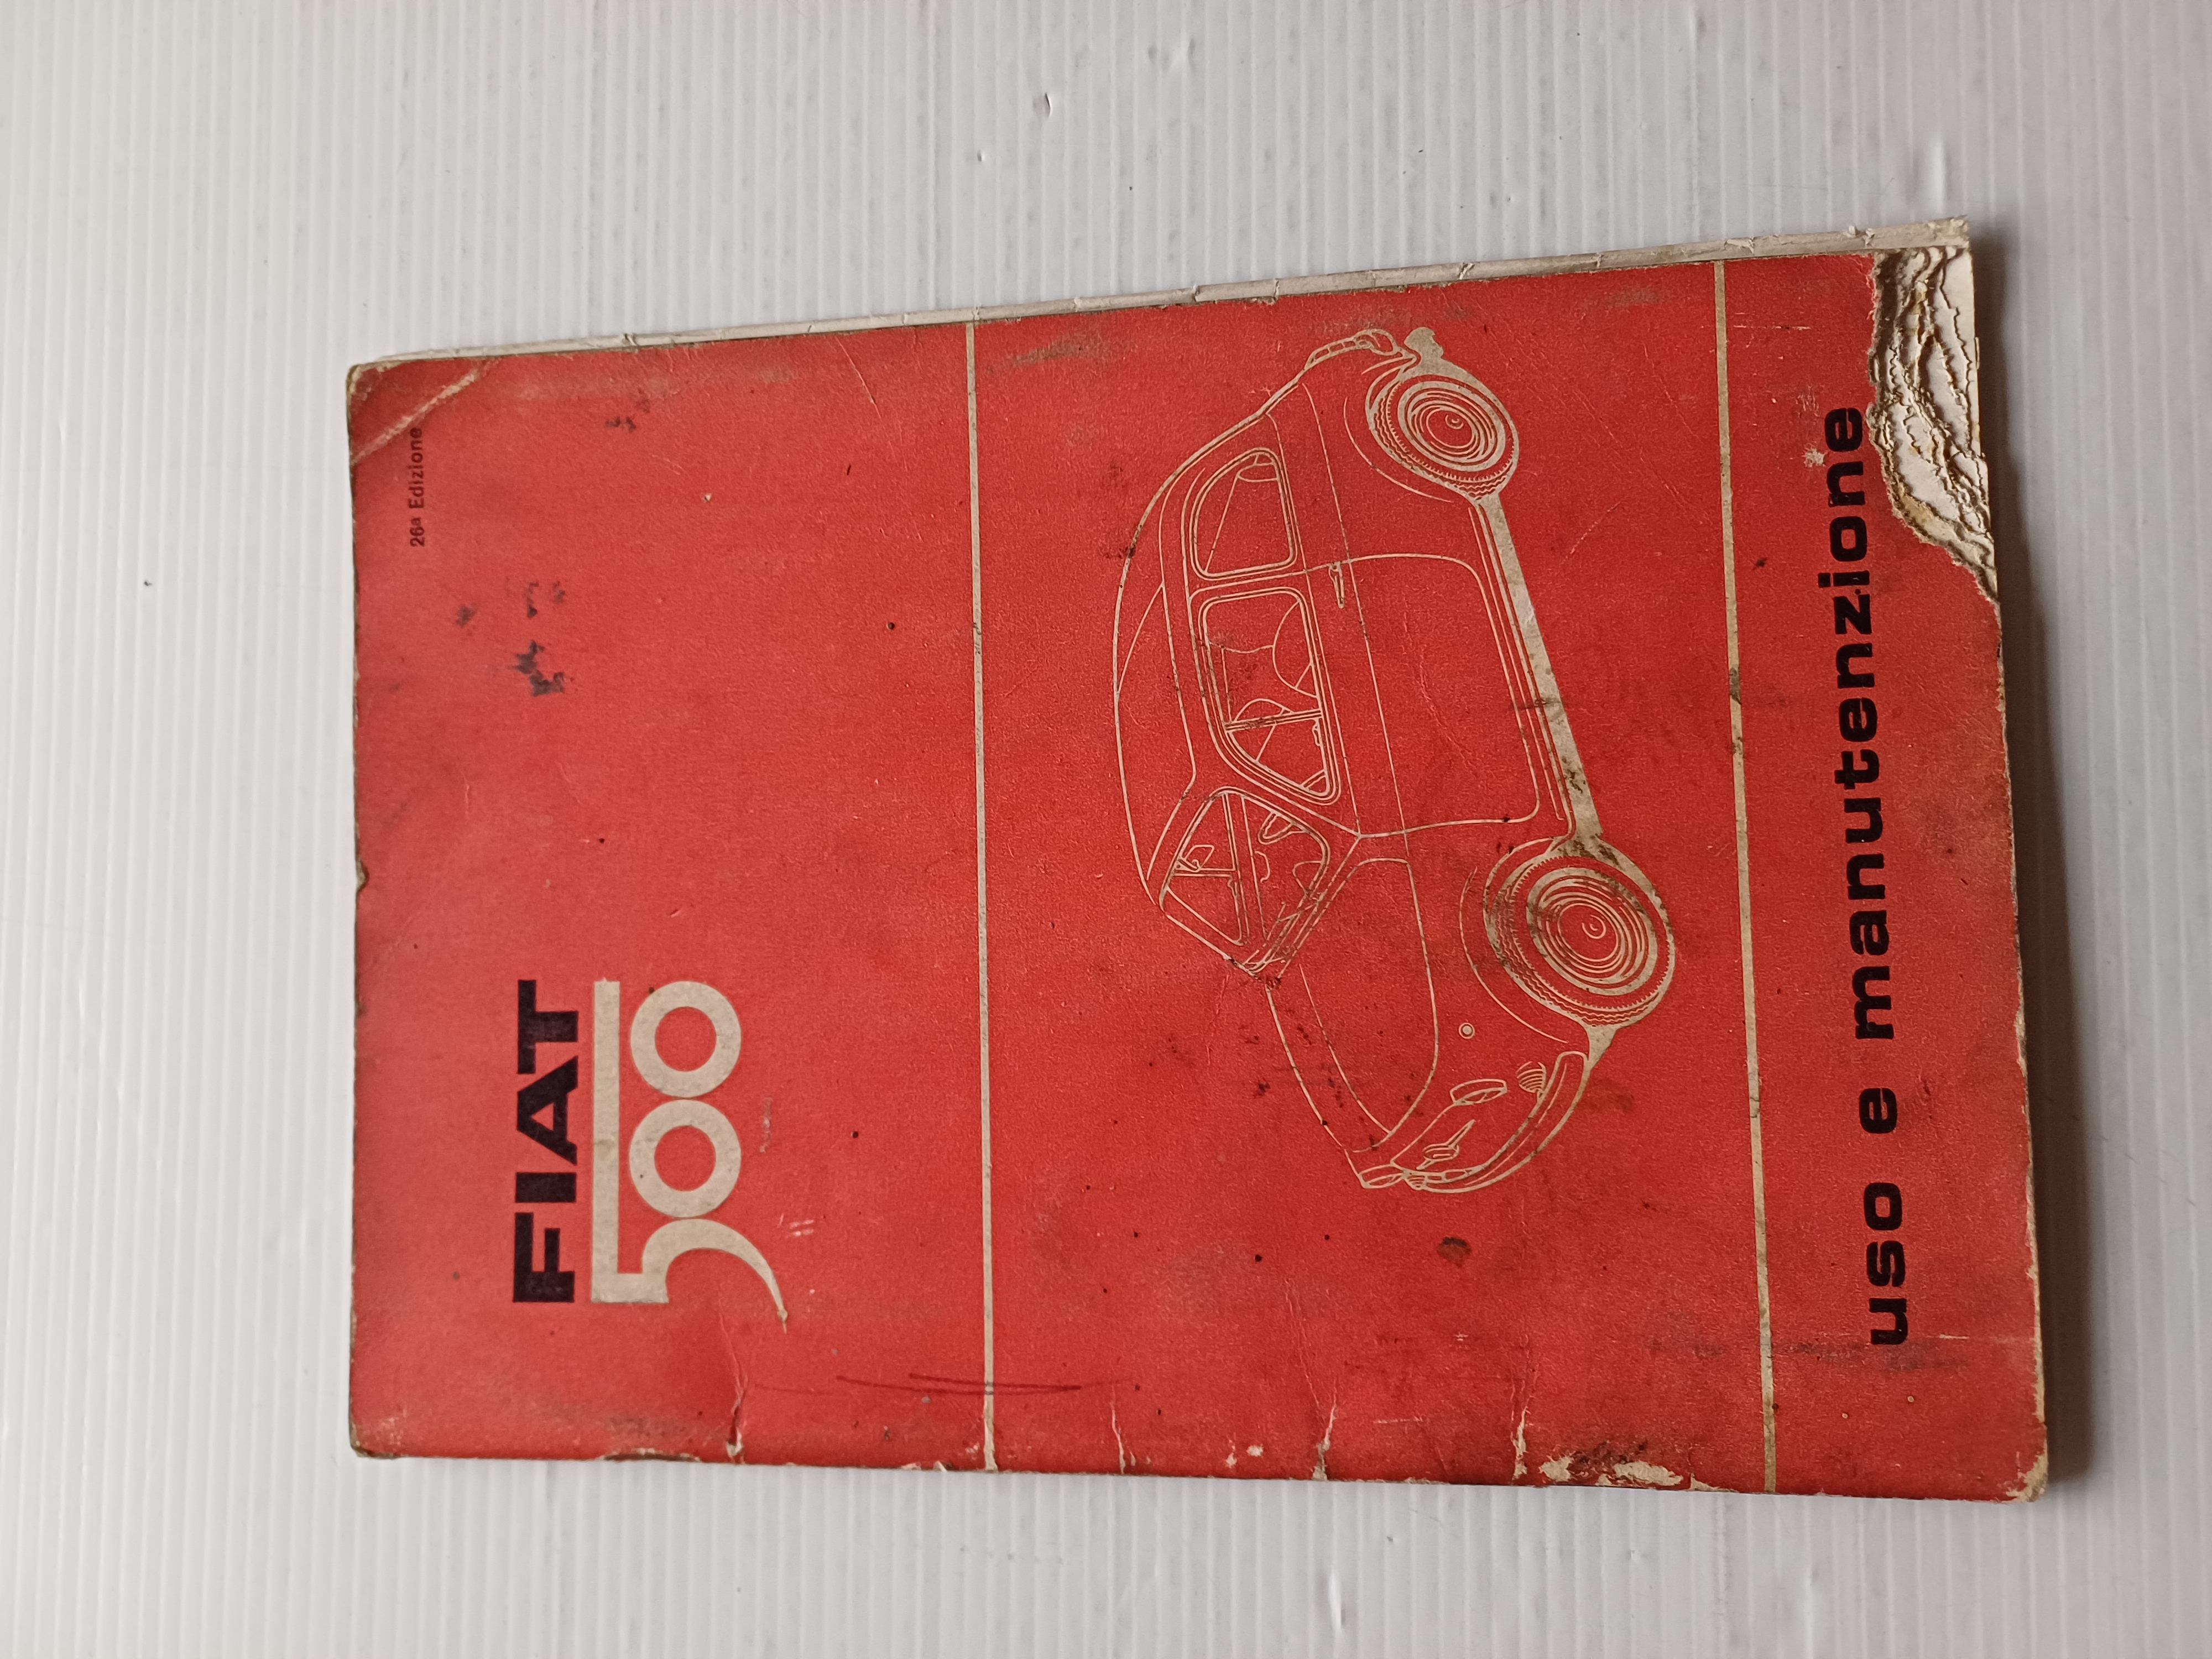 26ª Edizione
FIAT
500
uso e manutenzione